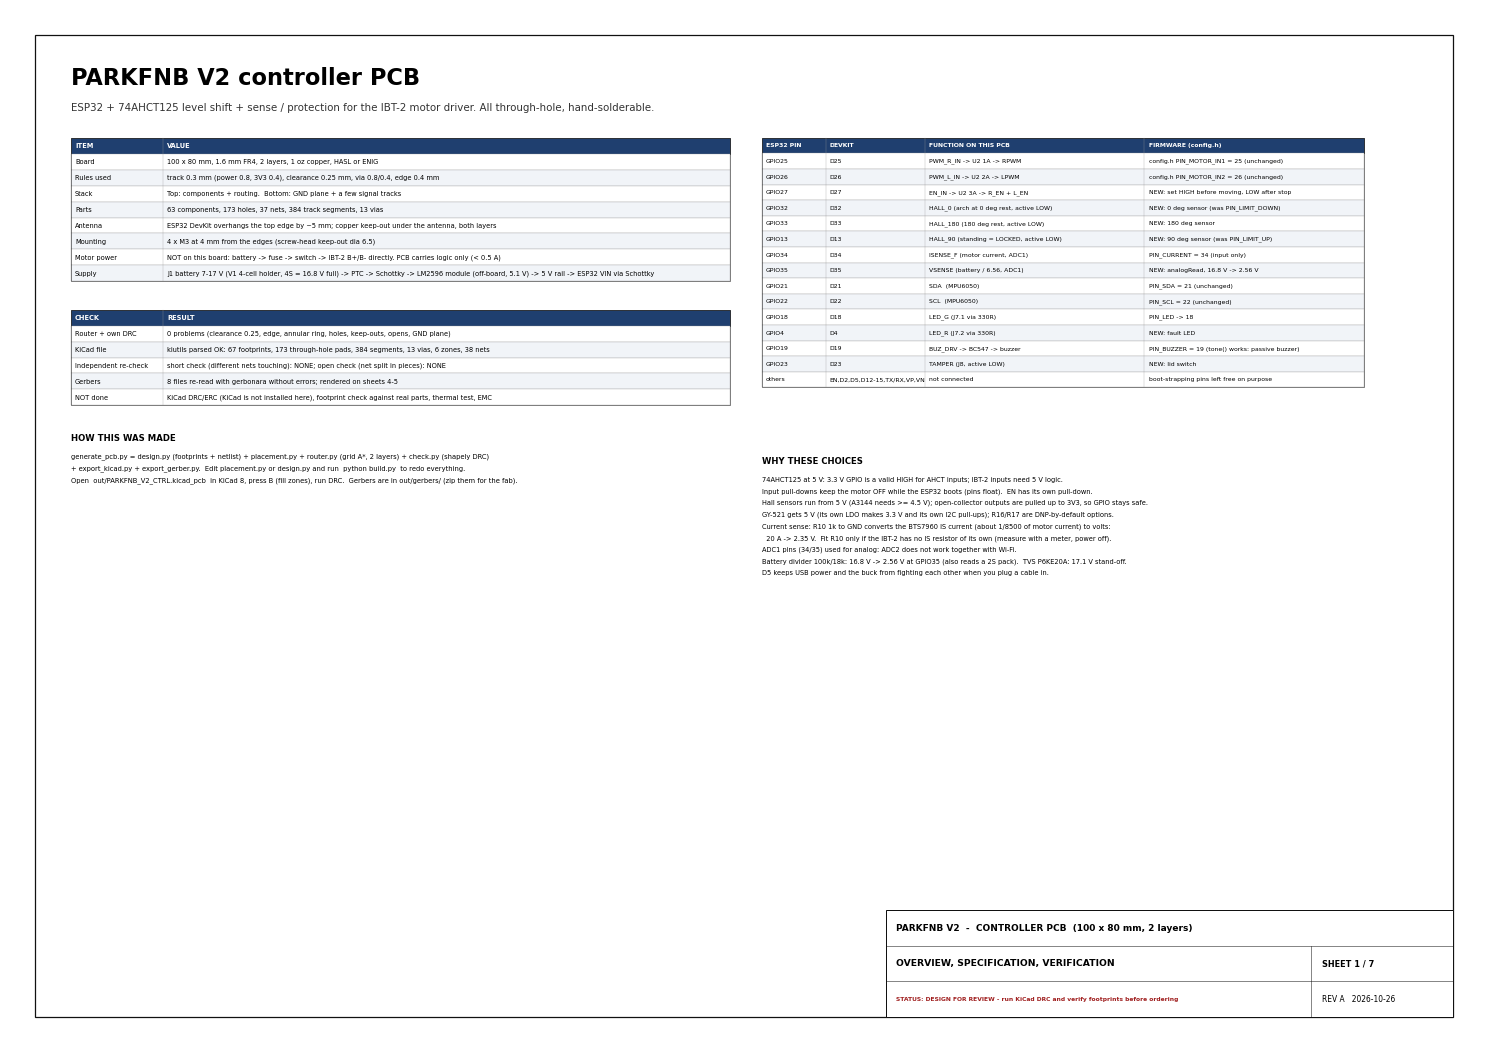 PARKFNB V2 controller PCB
ESP32 + 74AHCT125 level shift + sense / protection for the IBT-2 motor driver. All through-hole, hand-solderable.
ITEM VALUE
Board 100 x 80 mm, 1.6 mm FR4, 2 layers, 1 oz copper, HASL or ENIG
Rules used track 0.3 mm (power 0.8, 3V3 0.4), clearance 0.25 mm, via 0.8/0.4, edge 0.4 mm
Stack Top: components + routing. Bottom: GND plane + a few signal tracks
Parts 63 components, 173 holes, 37 nets, 384 track segments, 13 vias
Antenna ESP32 DevKit overhangs the top edge by ~5 mm; copper keep-out under the antenna, both layers
Mounting 4 x M3 at 4 mm from the edges (screw-head keep-out dia 6.5)
Motor power NOT on this board: battery -> fuse -> switch -> IBT-2 B+/B- directly. PCB carries logic only (< 0.5 A)
Supply J1 battery 7-17 V (V1 4-cell holder, 4S = 16.8 V full) -> PTC -> Schottky -> LM2596 module (off-board, 5.1 V) -> 5 V rail -> ESP32 VIN via Schottky
CHECK RESULT
Router + own DRC 0 problems (clearance 0.25, edge, annular ring, holes, keep-outs, opens, GND plane)
KiCad file kiutils parsed OK: 67 footprints, 173 through-hole pads, 384 segments, 13 vias, 6 zones, 38 nets
Independent re-check short check (different nets touching): NONE; open check (net split in pieces): NONE
Gerbers 8 files re-read with gerbonara without errors; rendered on sheets 4-5
NOT done KiCad DRC/ERC (KiCad is not installed here), footprint check against real parts, thermal test, EMC
HOW THIS WAS MADE
generate_pcb.py = design.py (footprints + netlist) + placement.py + router.py (grid A*, 2 layers) + check.py (shapely DRC)
+ export_kicad.py + export_gerber.py. Edit placement.py or design.py and run python build.py to redo everything.
Open out/PARKFNB_V2_CTRL.kicad_pcb in KiCad 8, press B (fill zones), run DRC. Gerbers are in out/gerbers/ (zip them for the fab).
ESP32 PIN DEVKIT FUNCTION ON THIS PCB FIRMWARE (config.h)
GPIO25 D25 PWM_R_IN -> U2 1A -> RPWM config.h PIN_MOTOR_IN1 = 25 (unchanged)
GPIO26 D26 PWM_L_IN -> U2 2A -> LPWM config.h PIN_MOTOR_IN2 = 26 (unchanged)
GPIO27 D27 EN_IN -> U2 3A -> R_EN + L_EN NEW: set HIGH before moving, LOW after stop
GPIO32 D32 HALL_0 (arch at 0 deg rest, active LOW) NEW: 0 deg sensor (was PIN_LIMIT_DOWN)
GPIO33 D33 HALL_180 (180 deg rest, active LOW) NEW: 180 deg sensor
GPIO13 D13 HALL_90 (standing = LOCKED, active LOW) NEW: 90 deg sensor (was PIN_LIMIT_UP)
GPIO34 D34 ISENSE_F (motor current, ADC1) PIN_CURRENT = 34 (input only)
GPIO35 D35 VSENSE (battery / 6.56, ADC1) NEW: analogRead, 16.8 V -> 2.56 V
GPIO21 D21 SDA (MPU6050) PIN_SDA = 21 (unchanged)
GPIO22 D22 SCL (MPU6050) PIN_SCL = 22 (unchanged)
GPIO18 D18 LED_G (J7.1 via 330R) PIN_LED -> 18
GPIO4 D4 LED_R (J7.2 via 330R) NEW: fault LED
GPIO19 D19 BUZ_DRV -> BC547 -> buzzer PIN_BUZZER = 19 (tone() works: passive buzzer)
GPIO23 D23 TAMPER (J8, active LOW) NEW: lid switch
others EN,D2,D5,D12-15,TX/RX,VP,VN not connected boot-strapping pins left free on purpose
WHY THESE CHOICES
74AHCT125 at 5 V: 3.3 V GPIO is a valid HIGH for AHCT inputs; IBT-2 inputs need 5 V logic.
Input pull-downs keep the motor OFF while the ESP32 boots (pins float). EN has its own pull-down.
Hall sensors run from 5 V (A3144 needs >= 4.5 V); open-collector outputs are pulled up to 3V3, so GPIO stays safe.
GY-521 gets 5 V (its own LDO makes 3.3 V and its own I2C pull-ups); R16/R17 are DNP-by-default options.
Current sense: R10 1k to GND converts the BTS7960 IS current (about 1/8500 of motor current) to volts:
20 A -> 2.35 V. Fit R10 only if the IBT-2 has no IS resistor of its own (measure with a meter, power off).
ADC1 pins (34/35) used for analog: ADC2 does not work together with Wi-Fi.
Battery divider 100k/18k: 16.8 V -> 2.56 V at GPIO35 (also reads a 2S pack). TVS P6KE20A: 17.1 V stand-off.
D5 keeps USB power and the buck from fighting each other when you plug a cable in.
PARKFNB V2 - CONTROLLER PCB (100 x 80 mm, 2 layers)
OVERVIEW, SPECIFICATION, VERIFICATION SHEET 1 / 7
STATUS: DESIGN FOR REVIEW - run KiCad DRC and verify footprints before ordering REV A 2026-10-26